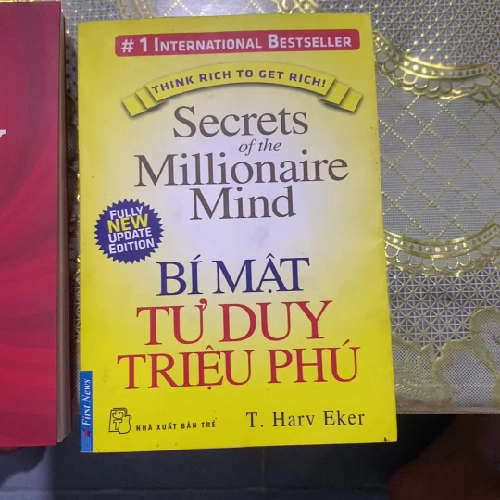 # 1 INTERNATIONAL BESTSELLER
THINK RICH TO GET RICH!
Secrets
of the
Millionaire
Mind
FULLY
NEW
UPDATE
EDITION
BÍ MẬT
TƯ DUY
TRIỆU PHÚ
First News
NHÀ XUẤT BẢN TRẺ
T. Harv Eker